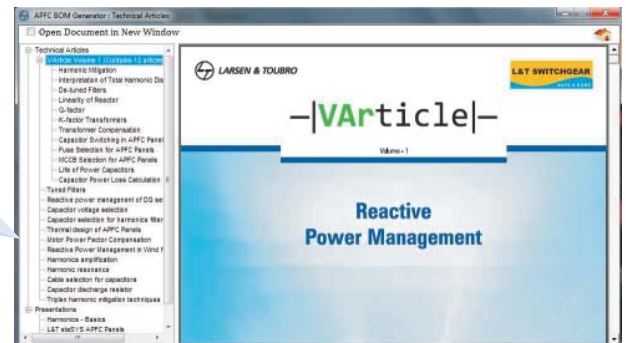 APFC BOM Generator : Technical Articles
Open Document in New Window
Technical Articles
VArticle Volume 1 (Contains 12 articles
Harmonic Mitigation
Interpretation of Total Harmonic Dis
De-tuned Filters
Linearity of Reactor
Q-factor
K-factor Transformers
Transformer Compensation
Capacitor Switching in APFC Panel
Fuse Selection for APFC Panels
MCCB Selection for APFC Panels
Life of Power Capacitors
Capacitor Power Loss Calculation
Tuned Filters
Reactive power management of DG se
Capacitor voltage selection
Capacitor selection for harmonics filter
Thermal design of APFC Panels
Motor Power Factor Compensation
Reactive Power Management in Wind F
Harmonics amplification
Harmonic resonance
Cable selection for capacitors
Capacitor discharge resistor
Triplen harmonic mitigation techniques
Presentations
Harmonics - Basics
L&T etaSYS APFC Panels
LARSEN & TOUBRO
L&T SWITCHGEAR
SAFE & SURE
VArticle
Volume - 1
Reactive
Power Management